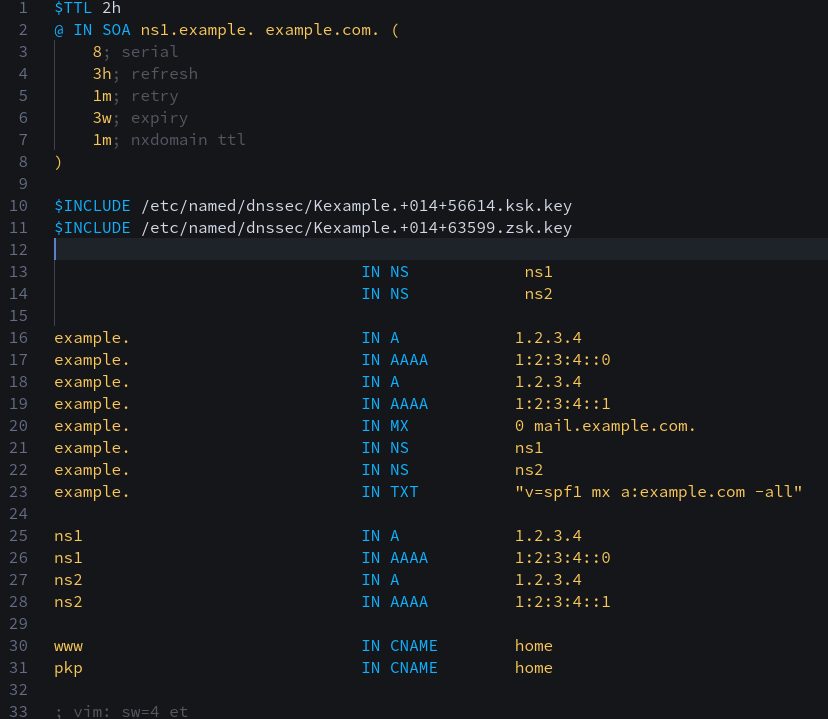 1 $TTL 2h
2 @ IN SOA ns1.example. example.com. (
3 8; serial
4 3h; refresh
5 1m; retry
6 3w; expiry
7 1m; nxdomain ttl
8 )
9
10 $INCLUDE /etc/named/dnssec/Kexample.+014+56614.ksk.key
11 $INCLUDE /etc/named/dnssec/Kexample.+014+63599.zsk.key
12
13 IN NS ns1
14 IN NS ns2
15
16 example. IN A 1.2.3.4
17 example. IN AAAA 1:2:3:4::0
18 example. IN A 1.2.3.4
19 example. IN AAAA 1:2:3:4::1
20 example. IN MX 0 mail.example.com.
21 example. IN NS ns1
22 example. IN NS ns2
23 example. IN TXT "v=spf1 mx a:example.com -all"
24
25 ns1 IN A 1.2.3.4
26 ns1 IN AAAA 1:2:3:4::0
27 ns2 IN A 1.2.3.4
28 ns2 IN AAAA 1:2:3:4::1
29
30 www IN CNAME home
31 pkp IN CNAME home
32
33 ; vim: sw=4 et